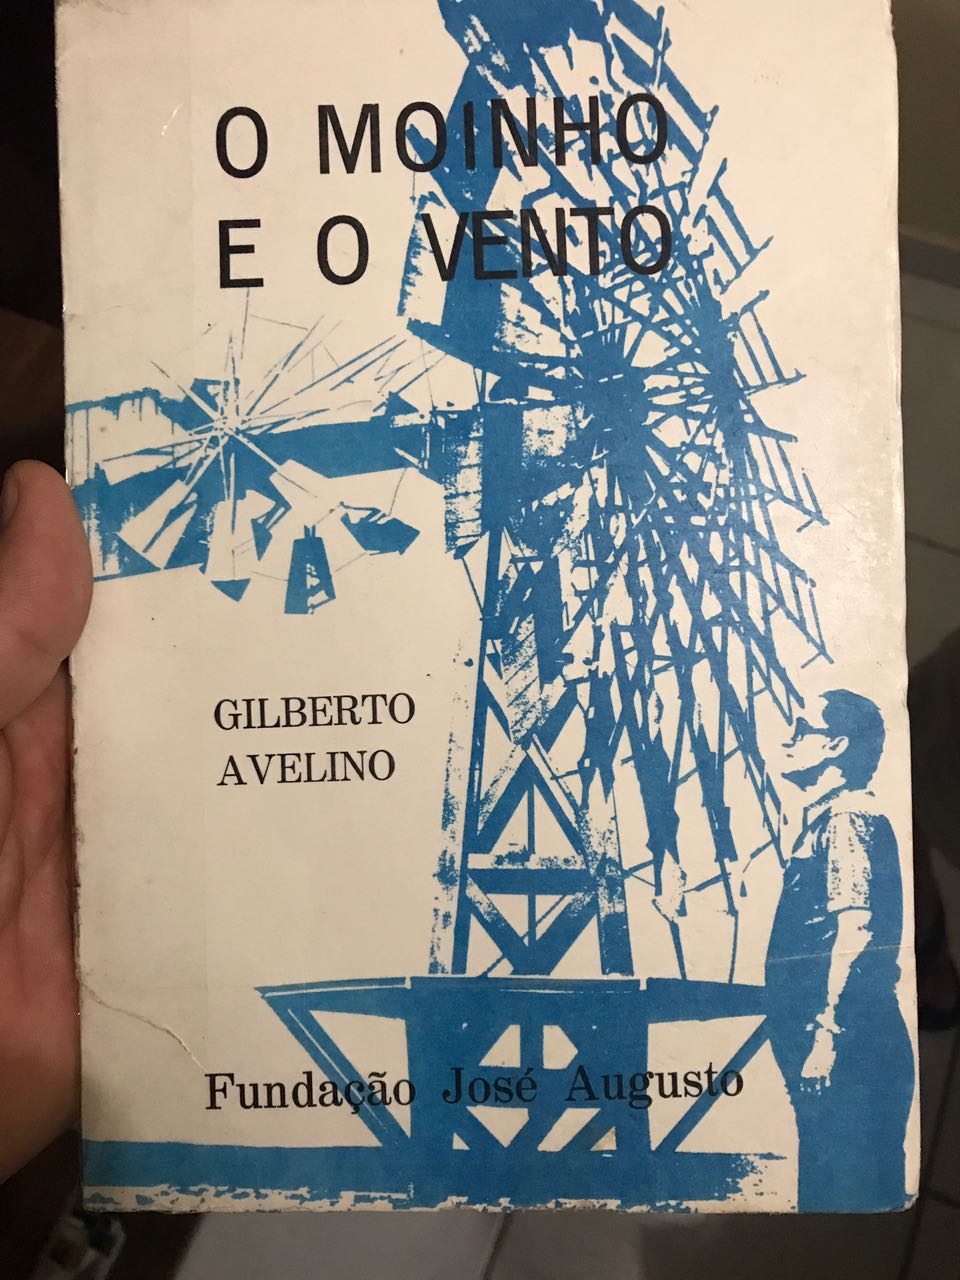 O MOINHO
E O VENTO
GILBERTO
AVELINO
Fundação José Augusto